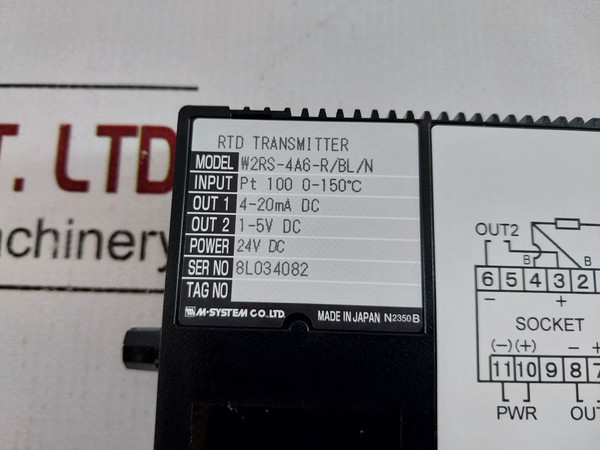 T. LTD
achinery
RTD TRANSMITTER
MODEL W2RS-4A6-R/BL/N
INPUT Pt 100 0-150℃
OUT 1 4-20mA DC
OUT 2 1-5V DC
POWER 24V DC
SER NO 8L034082
TAG NO
M-SYSTEM CO.,LTD. MADE IN JAPAN N2350B
OUT2
B B
6 5 4 3 2
− +
SOCKET
(−) (+) − +
11 10 9 8 7
PWR OU